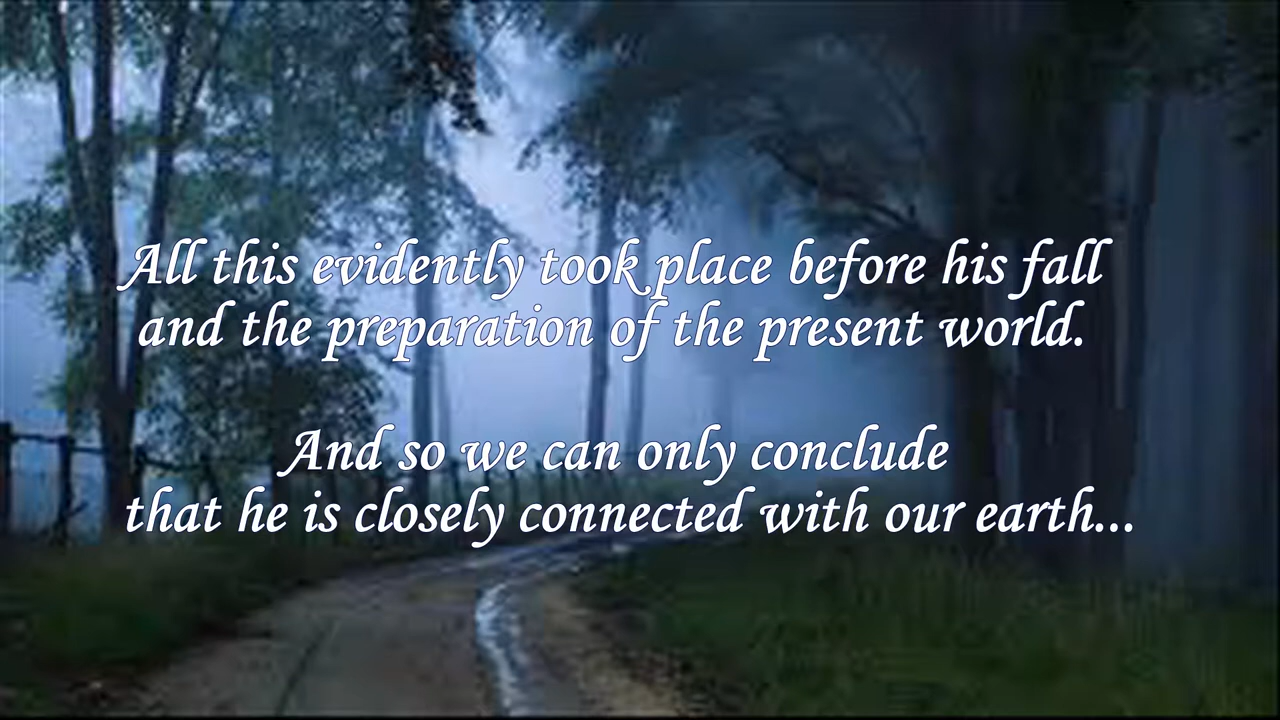 All this evidently took place before his fall
and the preparation of the present world.
And so we can only conclude
that he is closely connected with our earth...